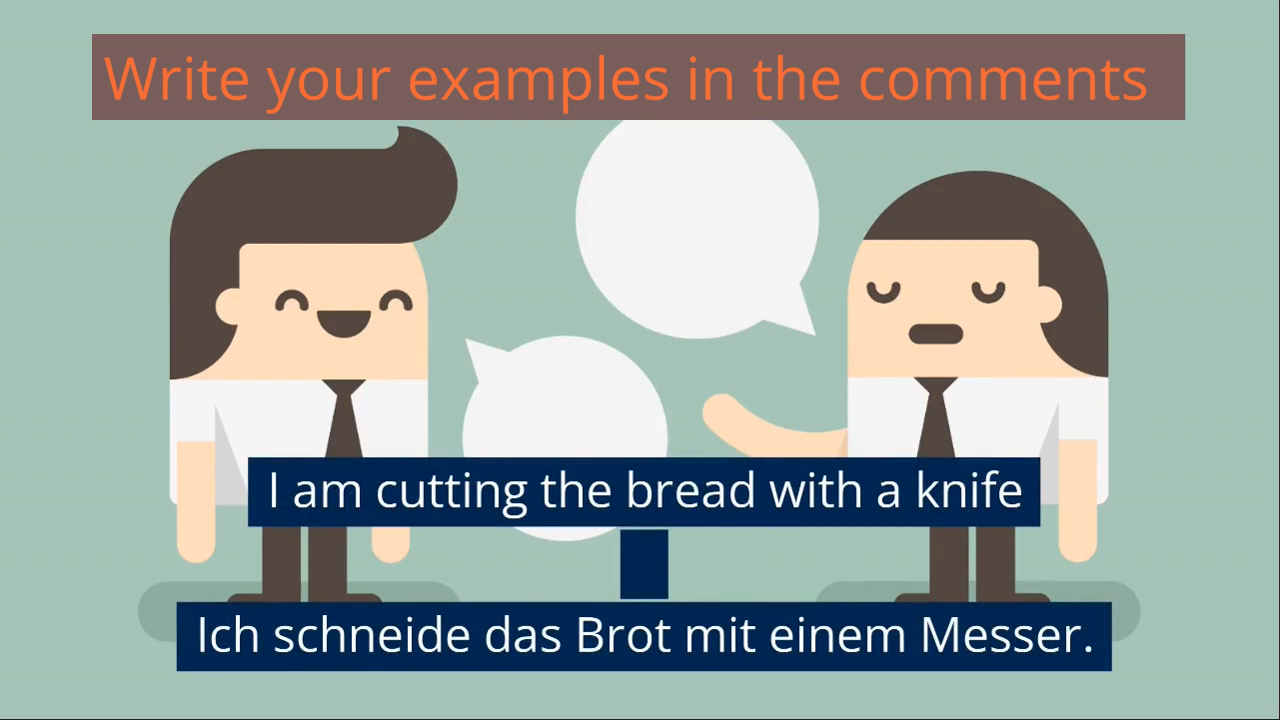 Write your examples in the comments
I am cutting the bread with a knife
Ich schneide das Brot mit einem Messer.